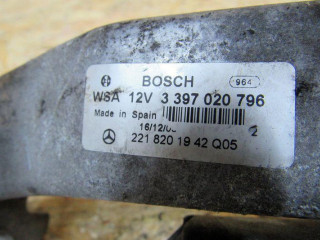 BOSCH 964
WSA 12V 3 397 020 796
Made in Spain
2
221 820 19 42 Q05